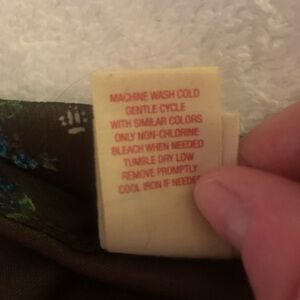 MACHINE WASH COLD
GENTLE CYCLE
WITH SIMILAR COLORS
ONLY NON-CHLORINE
BLEACH WHEN NEEDED
TUMBLE DRY LOW
REMOVE PROMPTLY
COOL IRON IF NEEDED